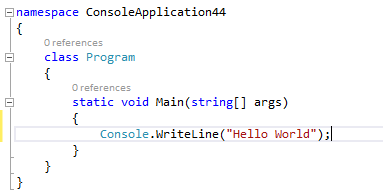 namespace ConsoleApplication44
{
0 references
class Program
{
0 references
static void Main(string[] args)
{
Console.WriteLine("Hello World");
}
}
}